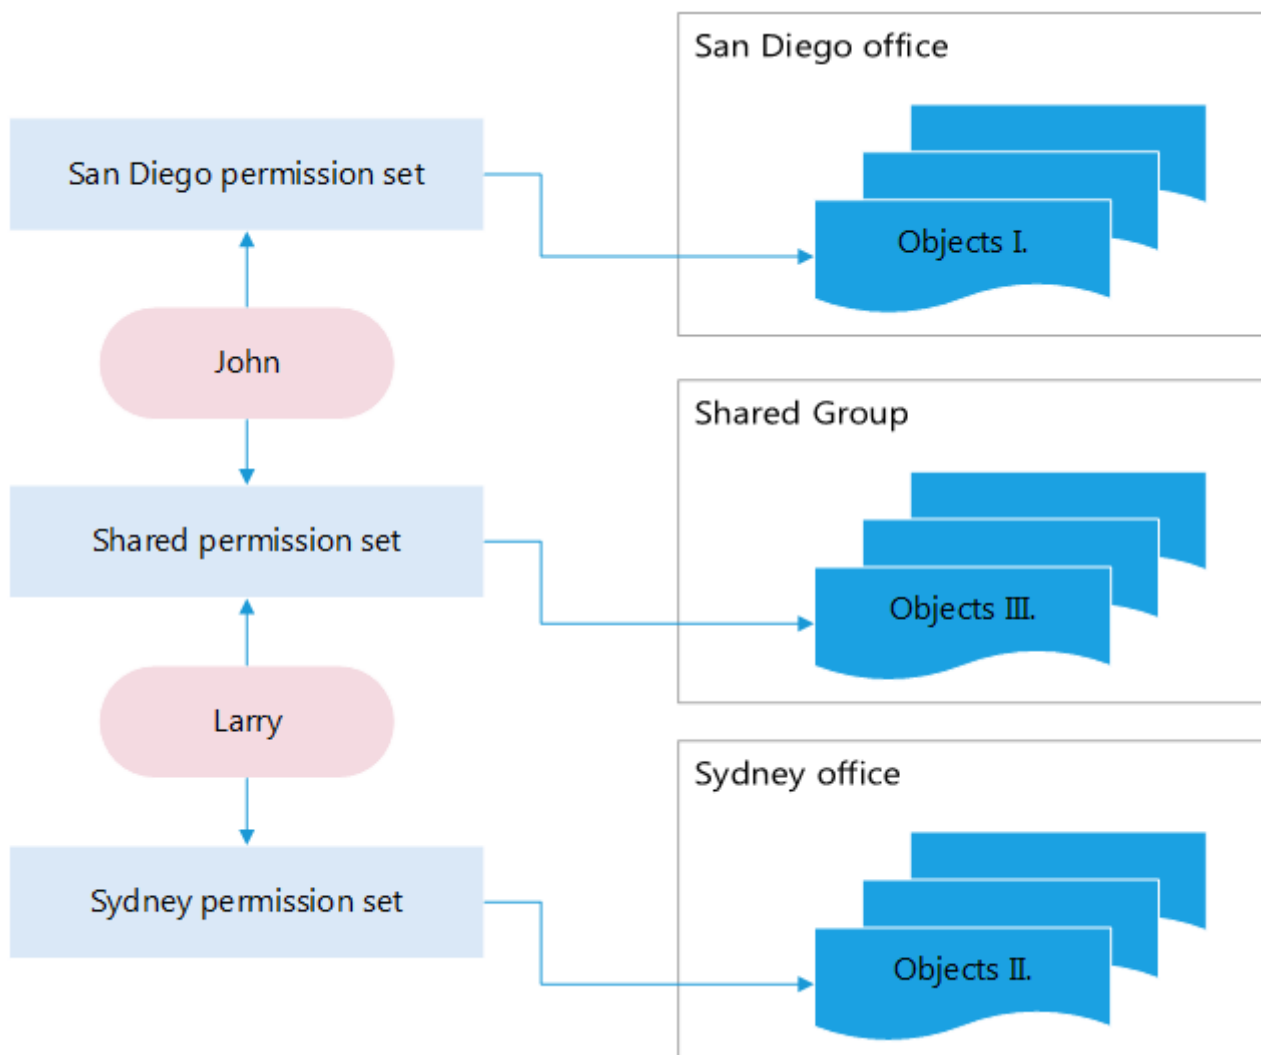 San Diego office
San Diego permission set
Objects I.
John
Shared Group
Shared permission set
Objects III.
Larry
Sydney office
Sydney permission set
Objects II.